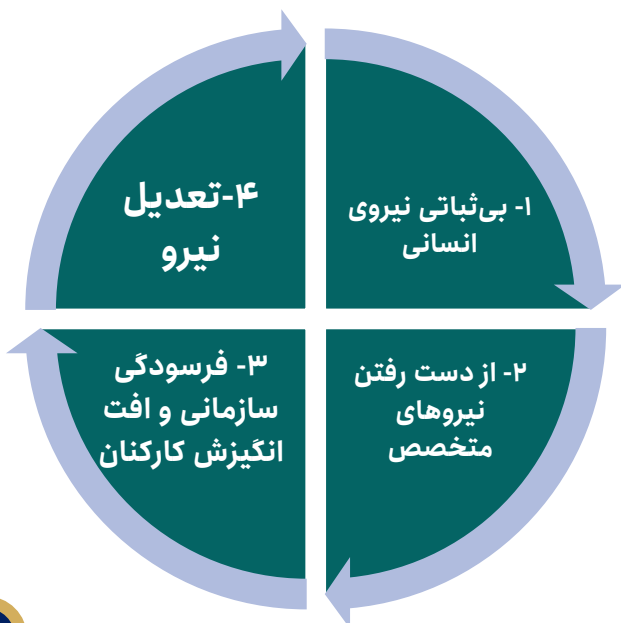 ۱- بی‌ثباتی نیروی
انسانی
۲- از دست رفتن
نیروهای
متخصص
۳- فرسودگی
سازمانی و افت
انگیزش کارکنان
۴-تعدیل
نیرو